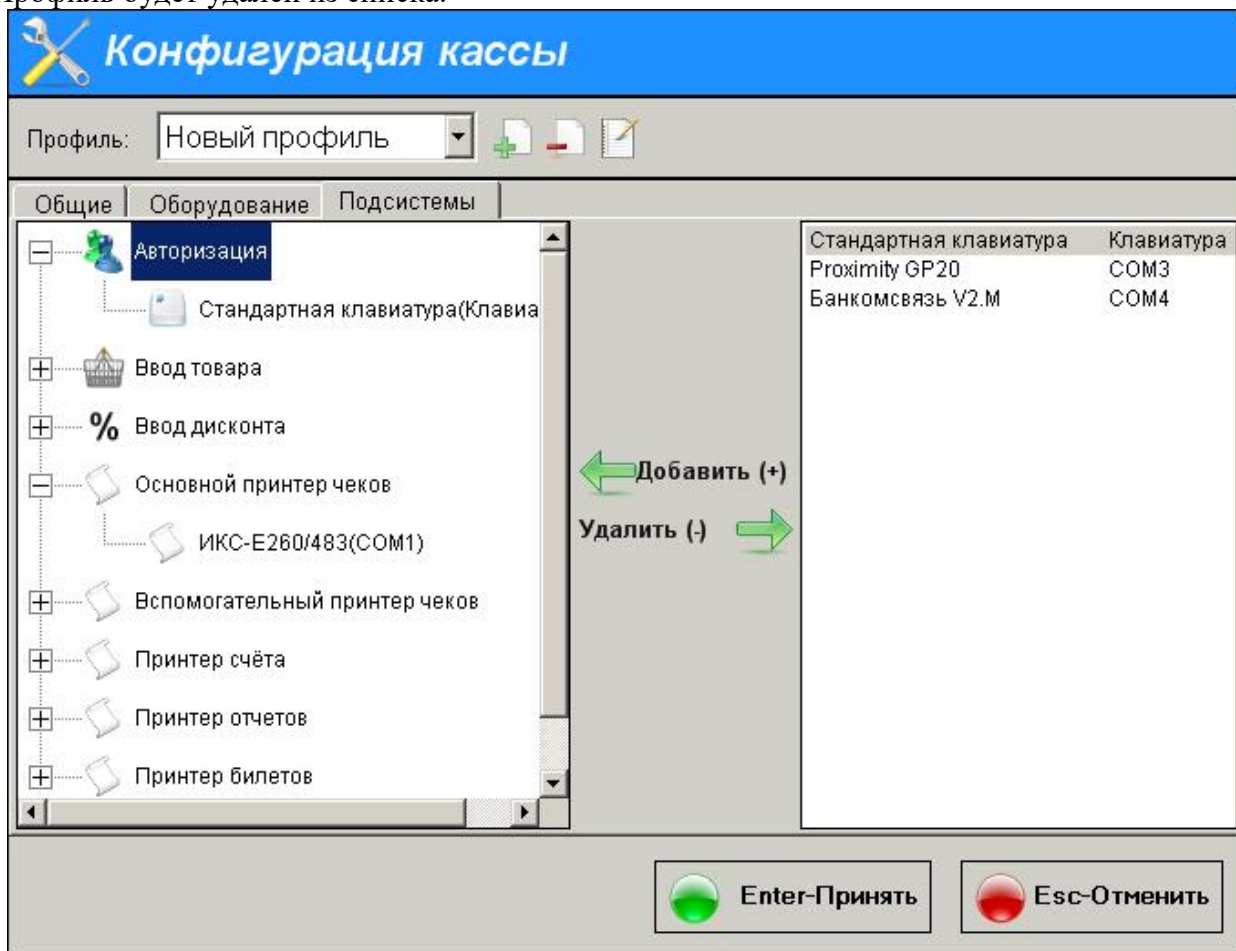 профиль будет удален из списка.
Конфигурация кассы
Профиль: Новый профиль
Общие Оборудование Подсистемы
Авторизация
Стандартная клавиатура(Клавиа
Ввод товара
% Ввод дисконта
Основной принтер чеков
ИКС-E260/483(COM1)
Вспомогательный принтер чеков
Принтер счёта
Принтер отчетов
Принтер билетов
Добавить (+)
Удалить (-)
Стандартная клавиатура Клавиатура
Proximity GP20 COM3
Банкомсвязь V2.M COM4
Enter-Принять
Esc-Отменить